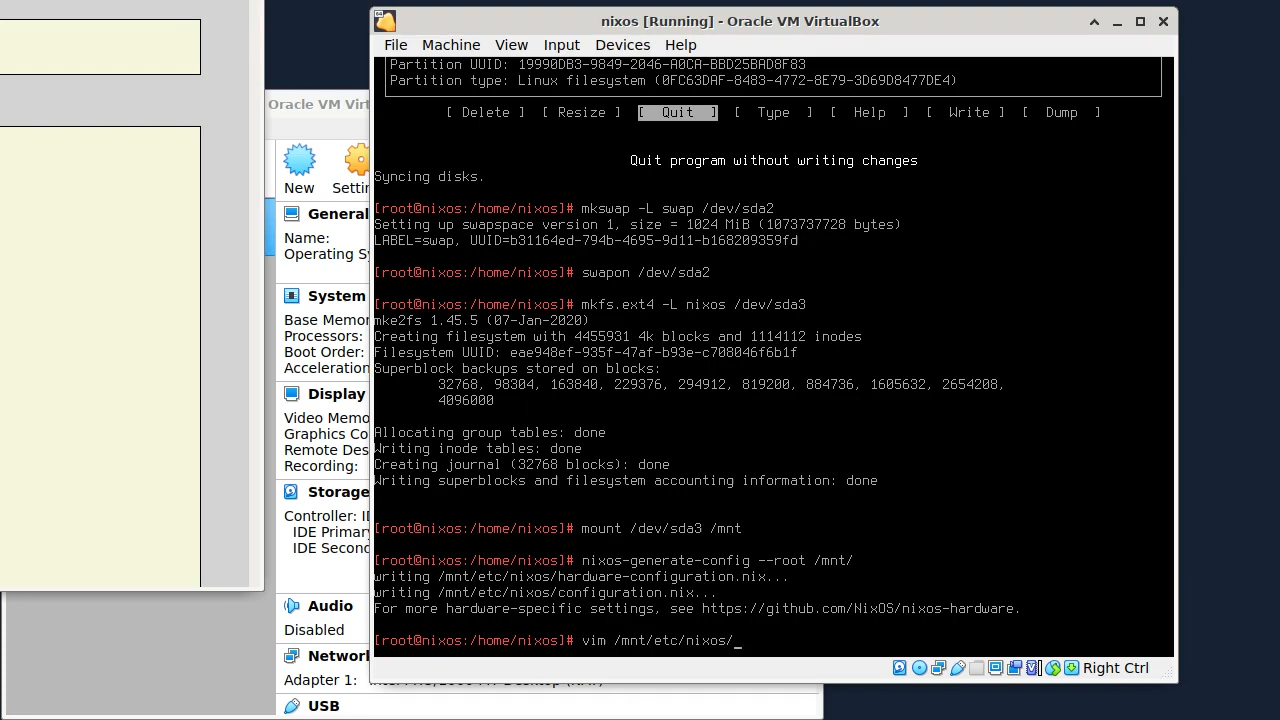 nixos [Running] - Oracle VM VirtualBox
File Machine View Input Devices Help
Partition UUID: 19990DB3-9849-2046-A0CA-BBD25BAD8F83
Partition type: Linux filesystem (0FC63DAF-8483-4772-8E79-3D69D8477DE4)
[ Delete ] [ Resize ] [ Quit ] [ Type ] [ Help ] [ Write ] [ Dump ]
Quit program without writing changes
Syncing disks.
[root@nixos:/home/nixos]# mkswap -L swap /dev/sda2
Setting up swapspace version 1, size = 1024 MiB (1073737728 bytes)
LABEL=swap, UUID=b31164ed-794b-4695-9d11-b168209359fd
[root@nixos:/home/nixos]# swapon /dev/sda2
[root@nixos:/home/nixos]# mkfs.ext4 -L nixos /dev/sda3
mke2fs 1.45.5 (07-Jan-2020)
Creating filesystem with 4455931 4k blocks and 1114112 inodes
Filesystem UUID: eae948ef-935f-47af-b93e-c708046f6b1f
Superblock backups stored on blocks:
32768, 98304, 163840, 229376, 294912, 819200, 884736, 1605632, 2654208,
4096000
Allocating group tables: done
Writing inode tables: done
Creating journal (32768 blocks): done
Writing superblocks and filesystem accounting information: done
[root@nixos:/home/nixos]# mount /dev/sda3 /mnt
[root@nixos:/home/nixos]# nixos-generate-config --root /mnt/
writing /mnt/etc/nixos/hardware-configuration.nix...
writing /mnt/etc/nixos/configuration.nix...
For more hardware-specific settings, see https://github.com/NixOS/nixos-hardware.
[root@nixos:/home/nixos]# vim /mnt/etc/nixos/_
Right Ctrl
Oracle VM Virt
New Settin
General
Name:
Operating Sy
System
Base Memor
Processors:
Boot Order:
Acceleration
Display
Video Memo
Graphics Co
Remote Des
Recording:
Storage
Controller: ID
IDE Primar
IDE Second
Audio
Disabled
Network
Adapter 1:
USB